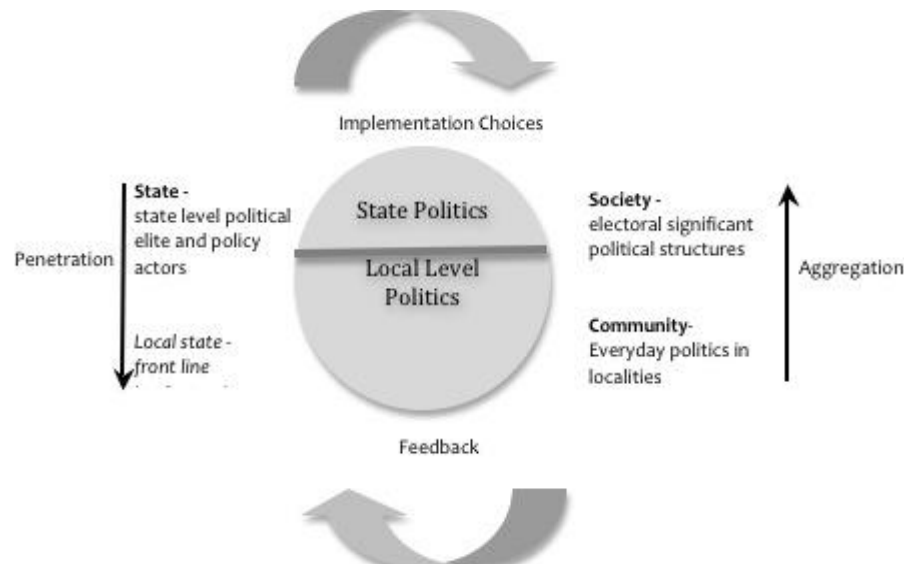 Implementation Choices
Penetration
State -
state level political
elite and policy
actors
Local state -
front line
State Politics
Local Level
Politics
Society -
electoral significant
political structures
Community-
Everyday politics in
localities
Aggregation
Feedback